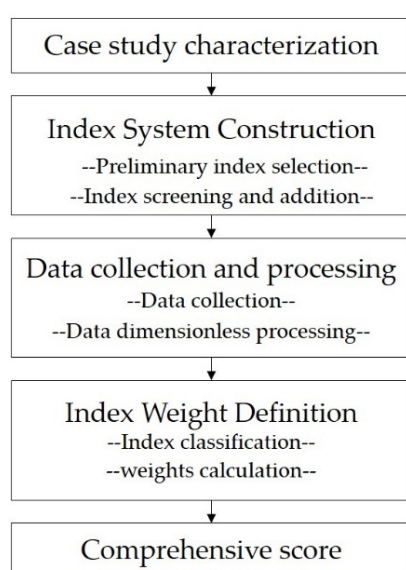 Case study characterization
Index System Construction
--Preliminary index selection--
--Index screening and addition--
Data collection and processing
--Data collection--
--Data dimensionless processing--
Index Weight Definition
--Index classification--
--weights calculation--
Comprehensive score